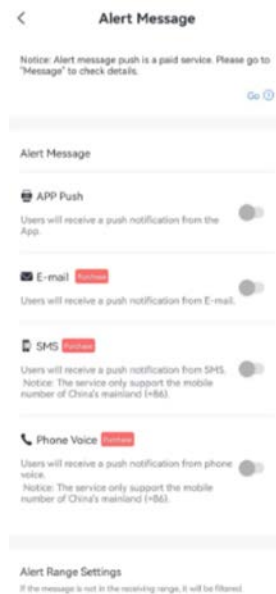 Alert Message
Notice: Alert message push is a paid service. Please go to
"Message" to check details.
Go
Alert Message
APP Push
Users will receive a push notification from the
App.
E-mail Purchase
Users will receive a push notification from E-mail.
SMS Purchase
Users will receive a push notification from SMS.
Notice: The service only support the mobile
number of China's mainland (+86).
Phone Voice Purchase
Users will receive a push notification from phone
voice.
Notice: The service only support the mobile
number of China's mainland (+86).
Alert Range Settings
If the message is not in the receiving range, it will be filtered.